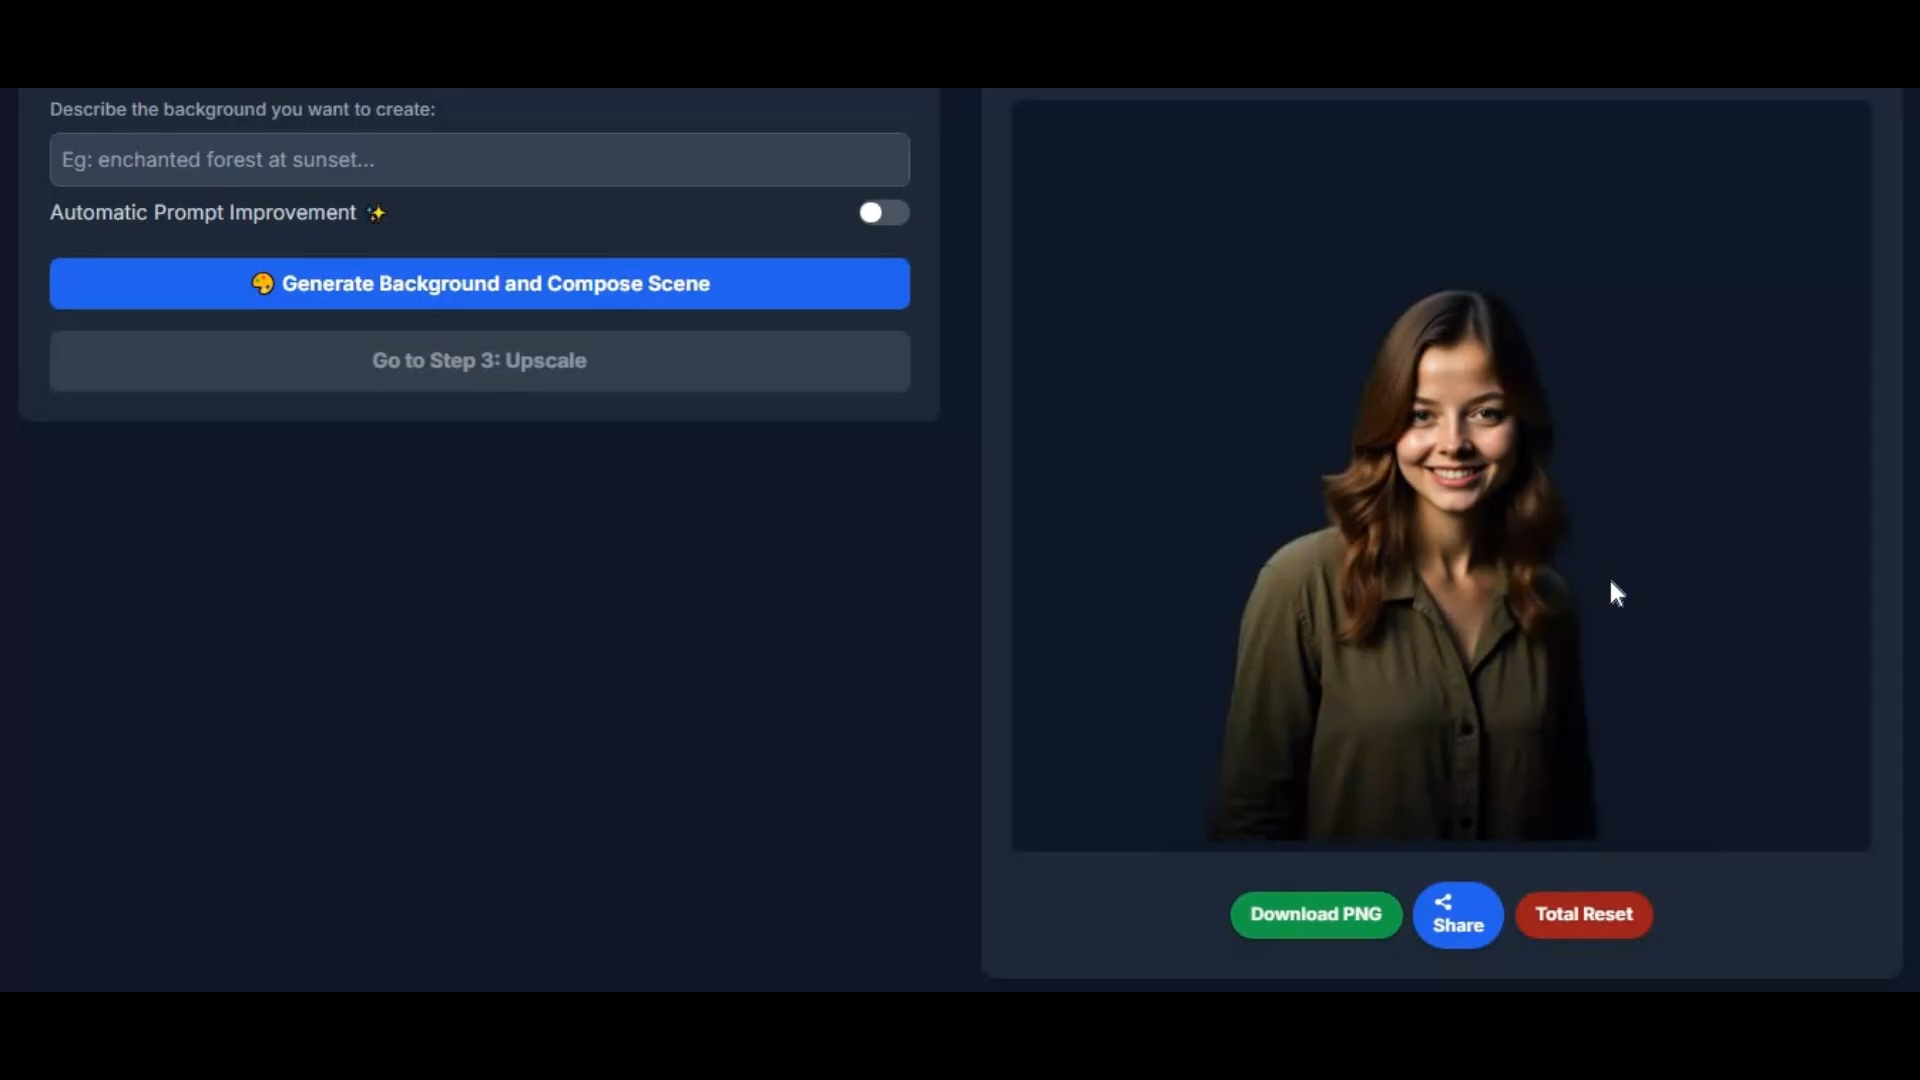 Describe the background you want to create:
Eg: enchanted forest at sunset...
Automatic Prompt Improvement ✨
🎨 Generate Background and Compose Scene
Go to Step 3: Upscale
Download PNG
Share
Total Reset